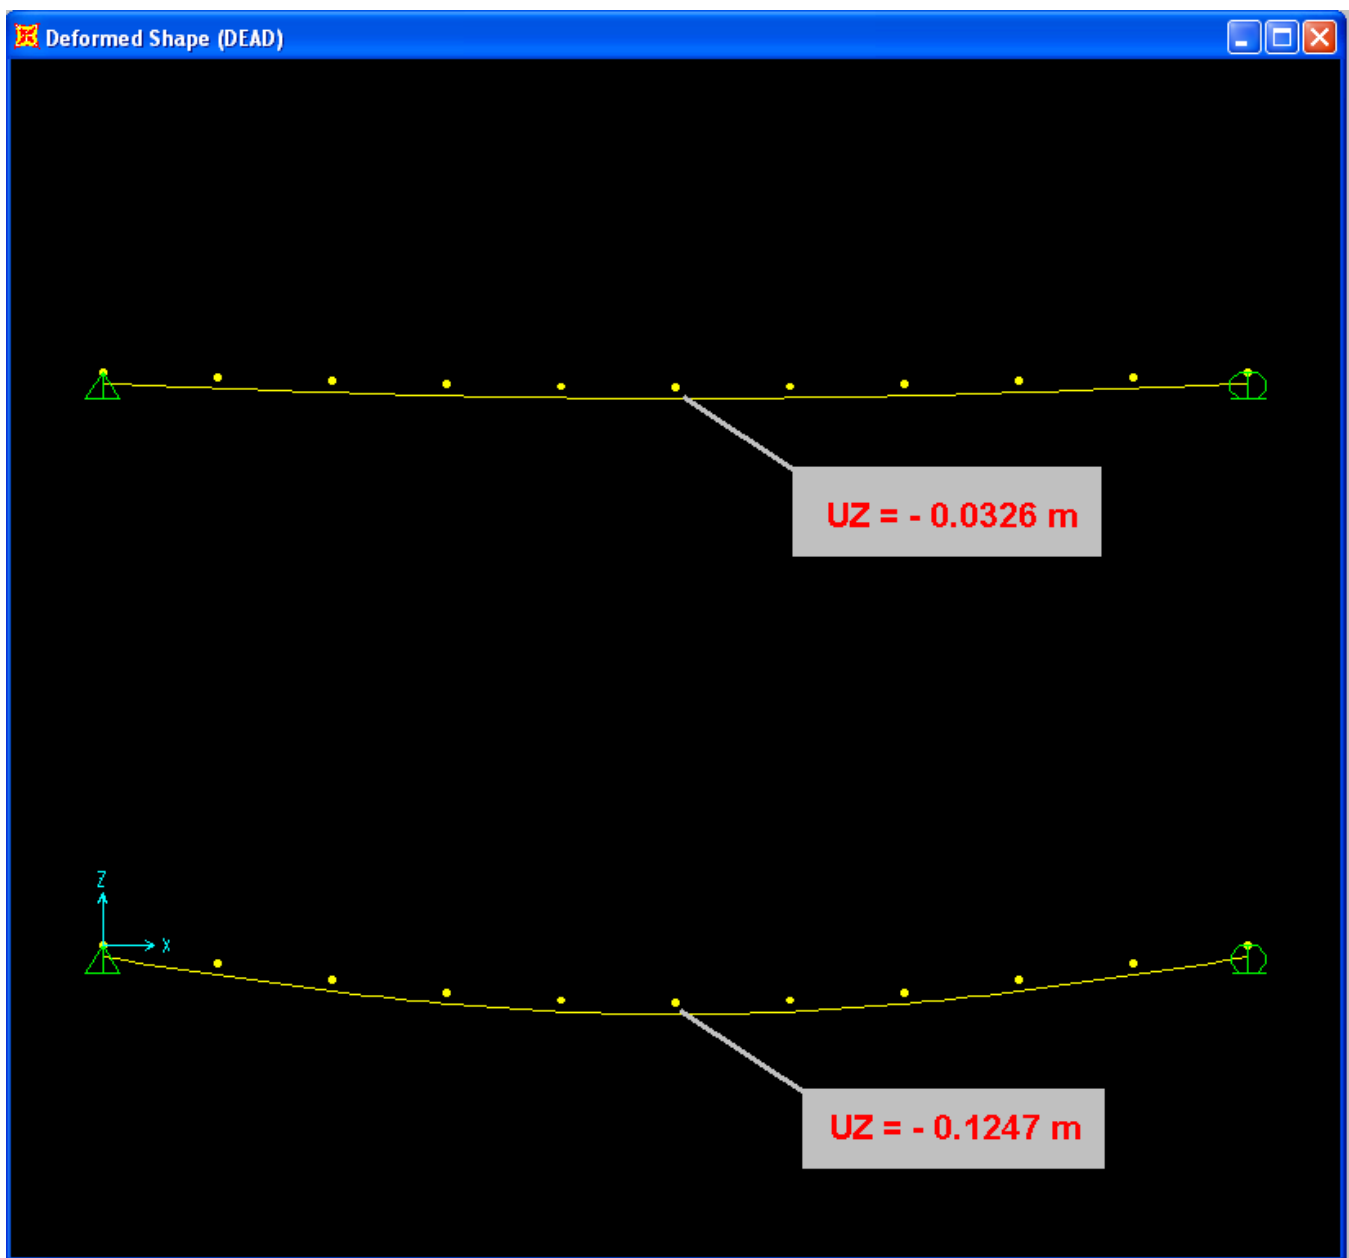 Deformed Shape (DEAD)
UZ = - 0.0326 m
Z
X
UZ = - 0.1247 m